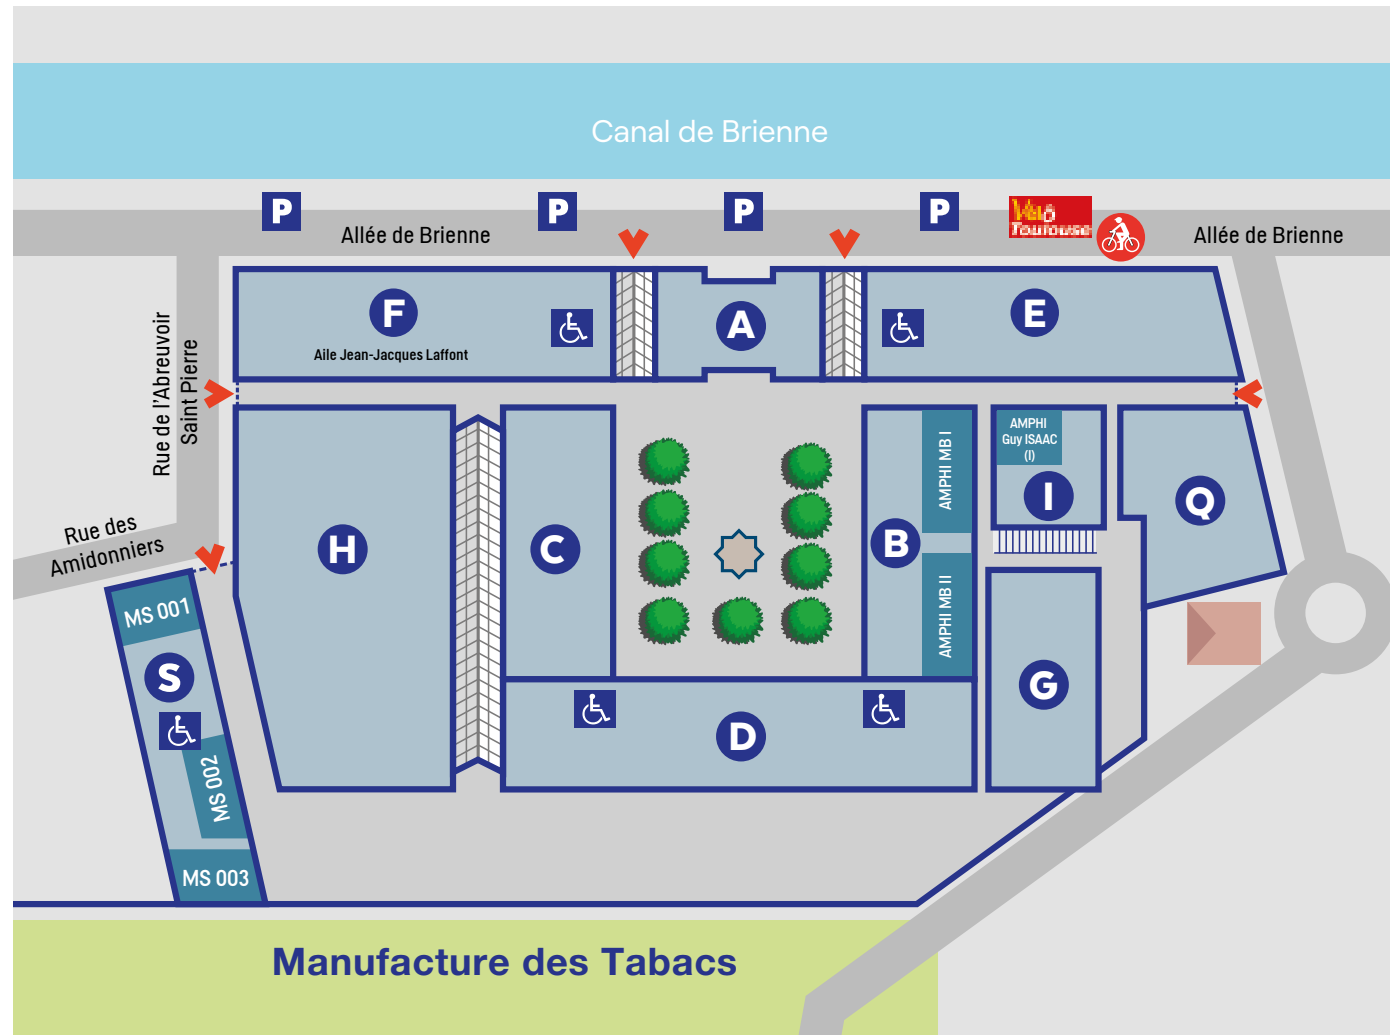 Canal de Brienne
P
P
P
P
Vélô
Toulouse
Allée de Brienne
Allée de Brienne
F
Aile Jean-Jacques Laffont
A
E
Rue de l'Abreuvoir
Saint Pierre
Rue des
Amidonniers
H
C
B
AMPHI MB I
AMPHI MB II
AMPHI
Guy ISAAC
(I)
I
Q
G
D
MS 001
S
MS 002
MS 003
Manufacture des Tabacs